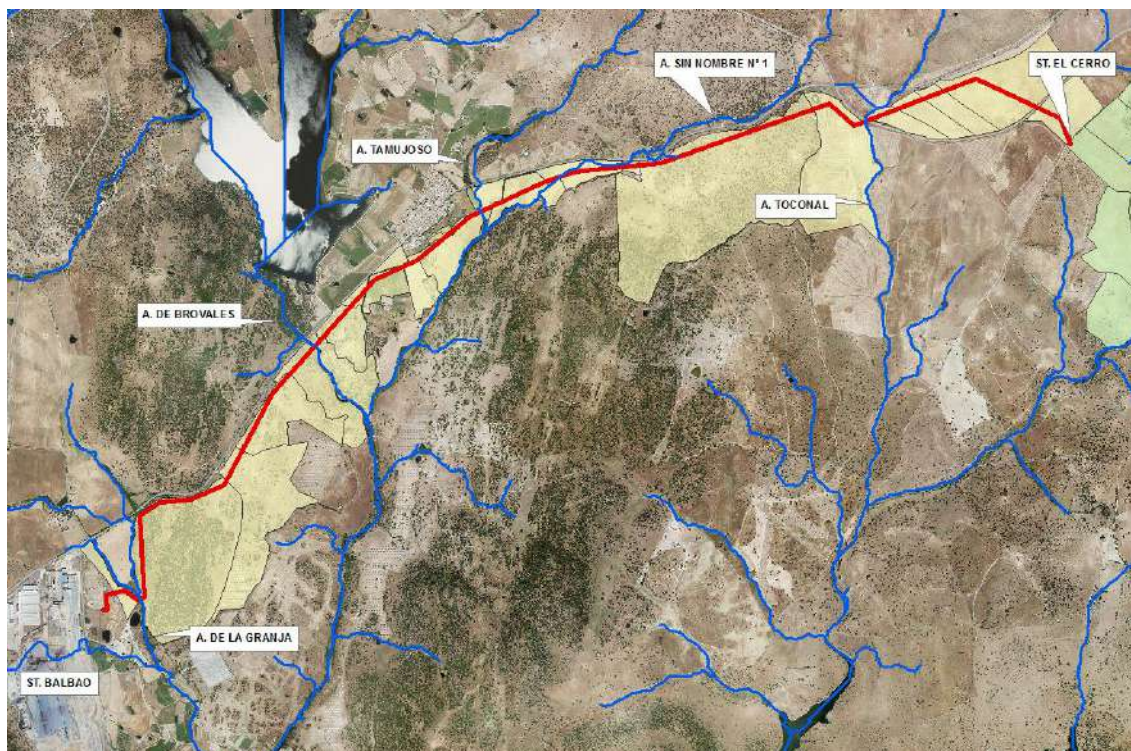 A. SIN NOMBRE Nº 1
ST. EL CERRO
A. TAMUJOSO
A. TOCONAL
A. DE BROVALES
A. DE LA GRANJA
ST. BALBAO